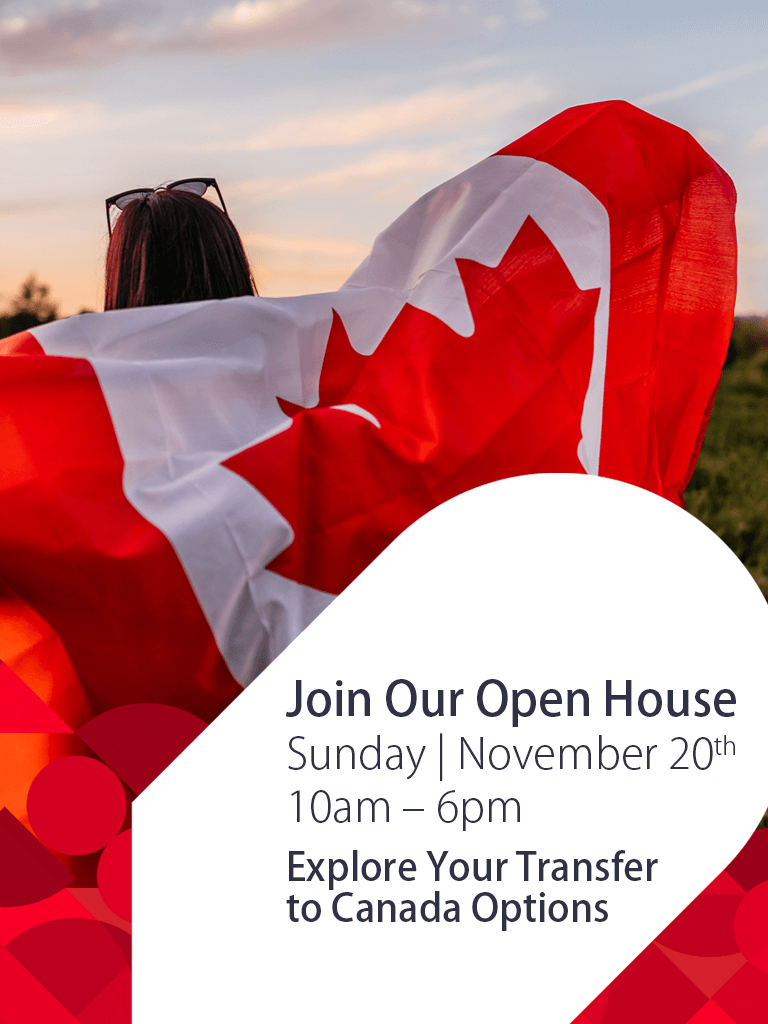 Join Our Open House
Sunday | November 20th
10am – 6pm
Explore Your Transfer
to Canada Options